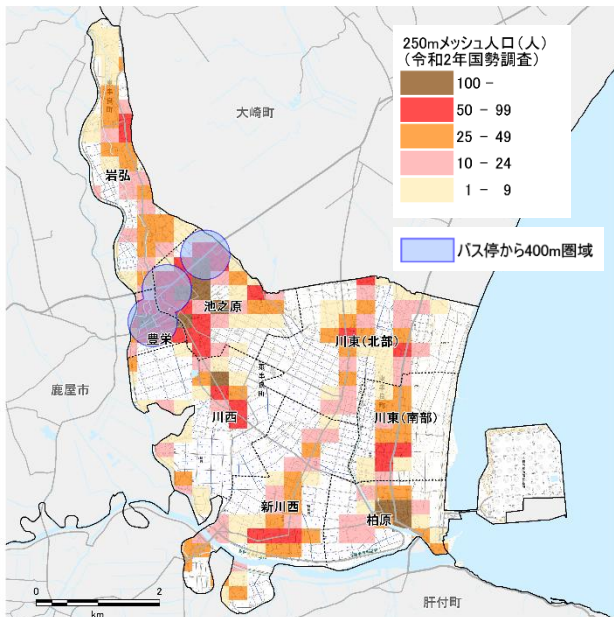 250mメッシュ人口(人)
(令和2年国勢調査)
100 -
50 - 99
25 - 49
10 - 24
1 - 9
バス停から400m圏域
大崎町
岩弘
池之原
豊栄
川東(北部)
鹿屋市
川西
川東(南部)
新川西
柏原
肝付町
0 2
km